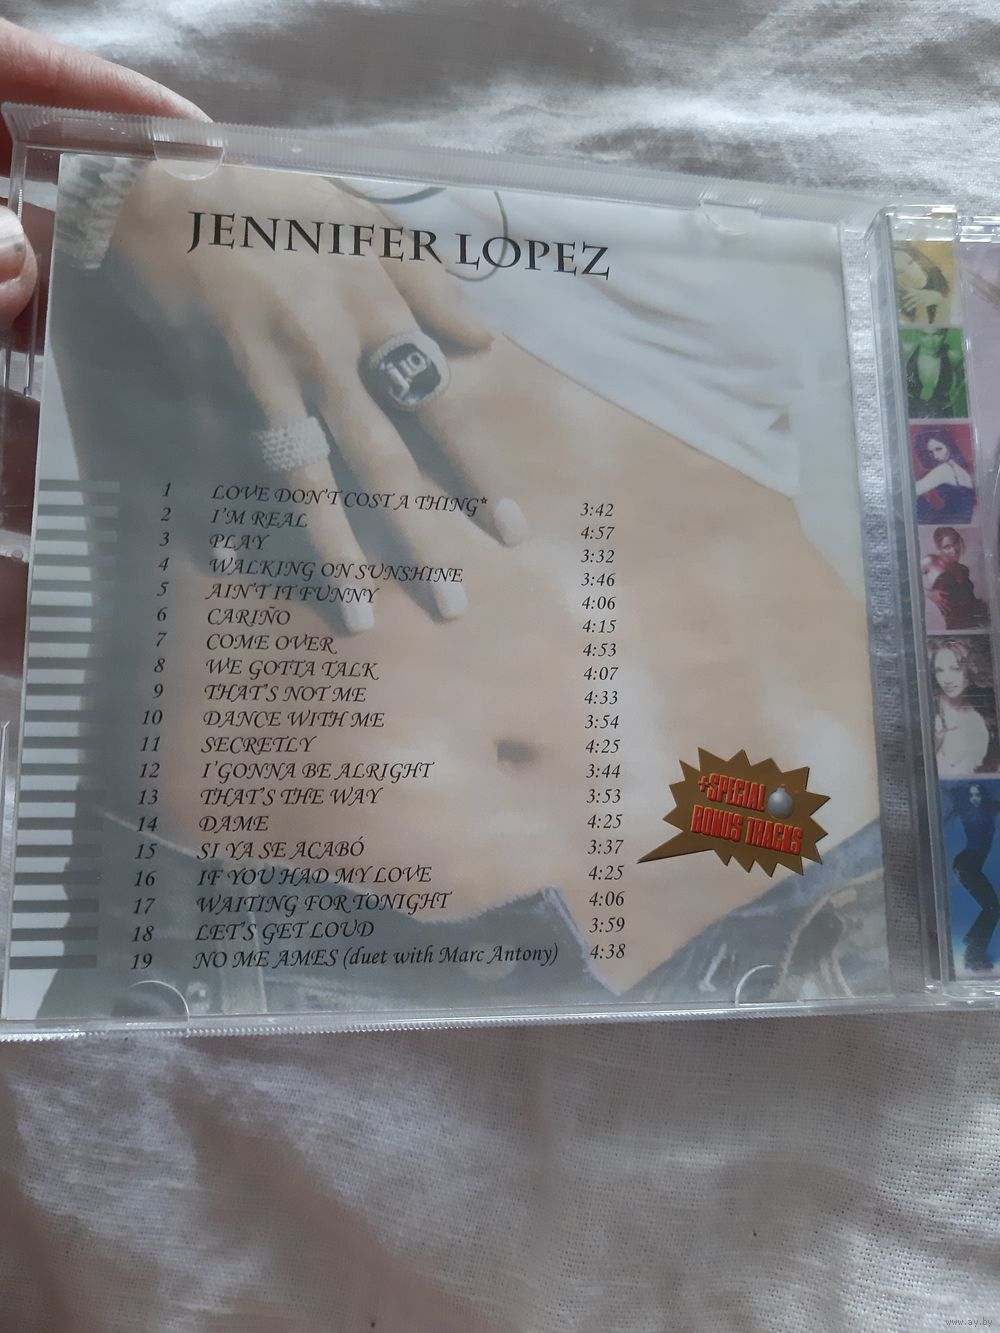 JENNIFER LOPEZ
J.LO
1 LOVE DON'T COST A THING* 3:42
2 I'M REAL 4:57
3 PLAY 3:32
4 WALKING ON SUNSHINE 3:46
5 AIN'T IT FUNNY 4:06
6 CARIÑO 4:15
7 COME OVER 4:53
8 WE GOTTA TALK 4:07
9 THAT'S NOT ME 4:33
10 DANCE WITH ME 3:54
11 SECRETLY 4:25
12 I'GONNA BE ALRIGHT 3:44
13 THAT'S THE WAY 3:53
14 DAME 4:25
15 SI YA SE ACABÓ 3:37
16 IF YOU HAD MY LOVE 4:25
17 WAITING FOR TONIGHT 4:06
18 LET'S GET LOUD 3:59
19 NO ME AMES (duet with Marc Antony) 4:38
+SPECIAL
BONUS TRACKS
www.ay.by